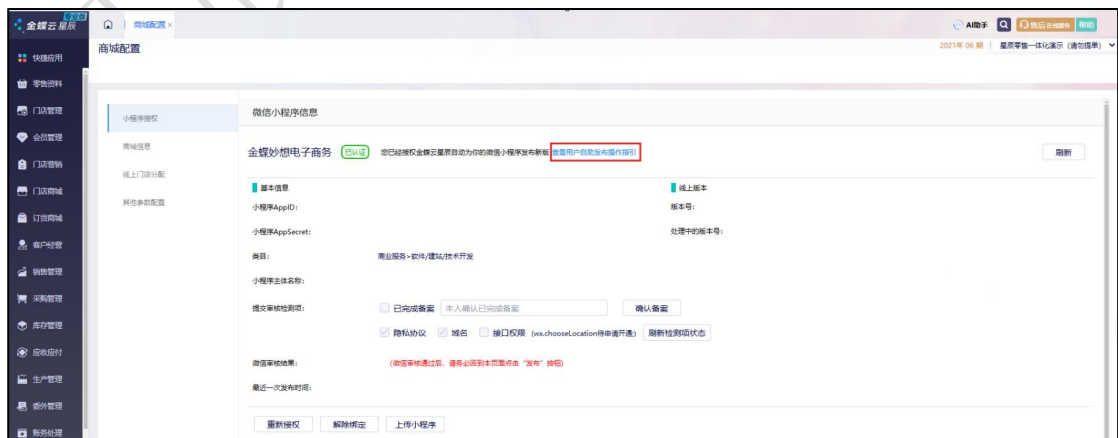 金蝶云星辰 专业版
商城配置 ×
AI助手
售后在线服务
帮助
商城配置
2021年 06 期 | 星辰零售一体化演示（请勿提单）
快捷应用
零售资料
门店管理
会员管理
门店营销
门店商城
订货商城
客户经营
销售管理
采购管理
库存管理
应收应付
生产管理
委外管理
账务处理
小程序授权
商城信息
线上门店分配
其他参数配置
微信小程序信息
金蝶妙想电子商务 已认证 您已经授权金蝶云星辰自动为你的微信小程序发布新版 查看用户自助发布操作指引 刷新
基本信息
小程序AppID：
小程序AppSecret：
类目： 商业服务>软件/建站/技术开发
小程序主体名称：
提交审核检测项： 已完成备案 本人确认已完成备案 确认备案
隐私协议 域名 接口权限 (wx.chooseLocation待申请开通;) 刷新检测项状态
微信审核结果： (微信审核通过后，请务必回到本页面点击“发布”按钮)
最近一次发布时间：
线上版本
版本号：
处理中的版本号：
重新授权 解除绑定 上传小程序